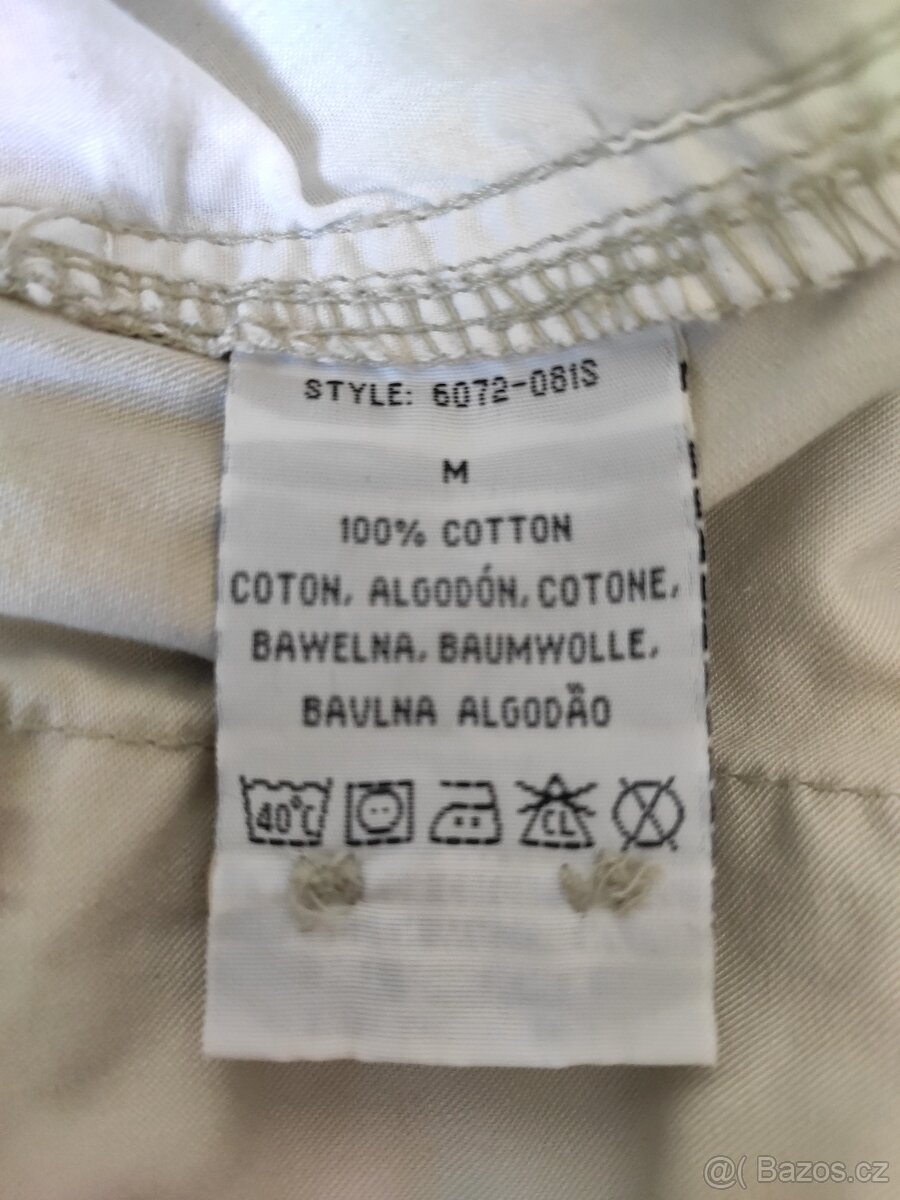 STYLE: 6072-081S
M
100% COTTON
COTON, ALGODÓN, COTONE,
BAWELNA, BAUMWOLLE,
BAVLNA ALGODÃO
40°C
CL
@( Bazos.cz